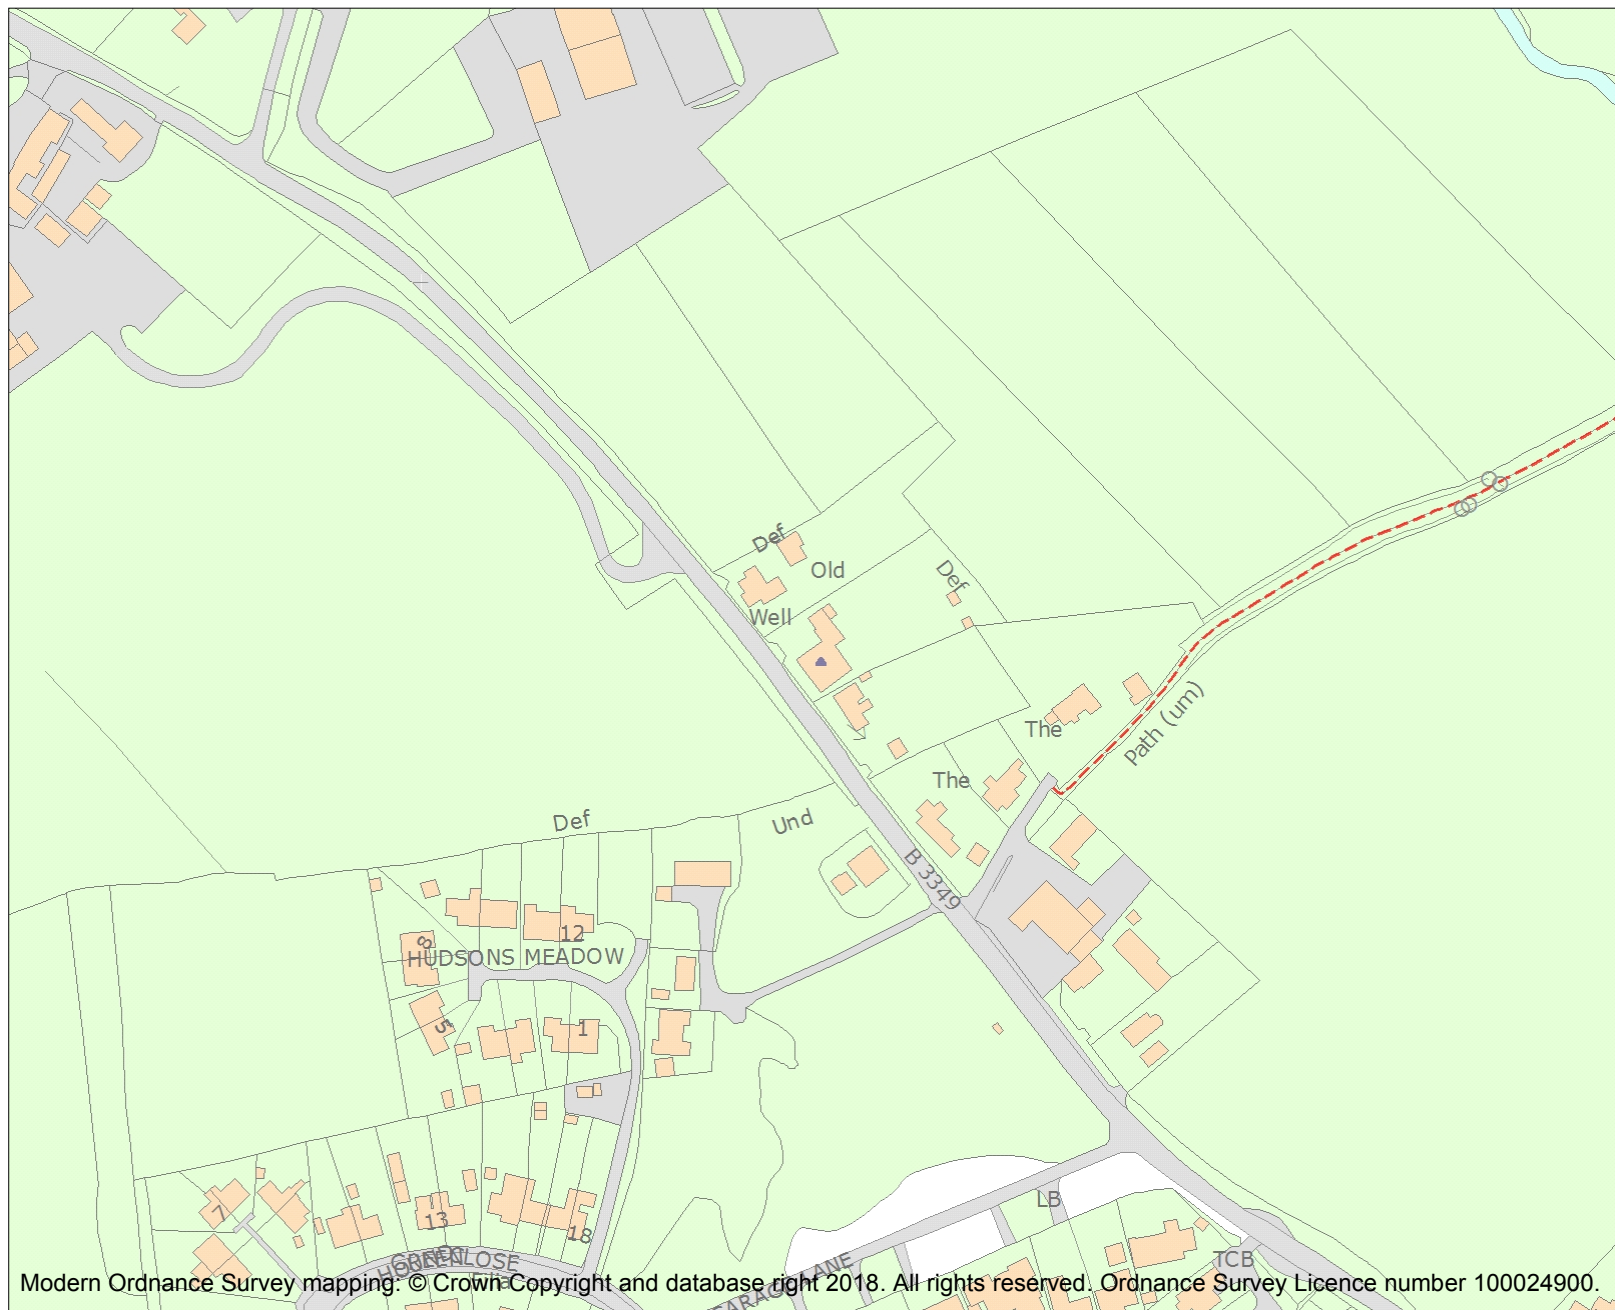 Def
Old
Def
Well
Path (um)
The
The
Def
Und
B 3349
12
8
HUDSONS MEADOW
5
1
LB
7
13
18
TCB
Modern Ordnance Survey mapping: © Crown Copyright and database right 2018. All rights reserved. Ordnance Survey Licence number 100024900.